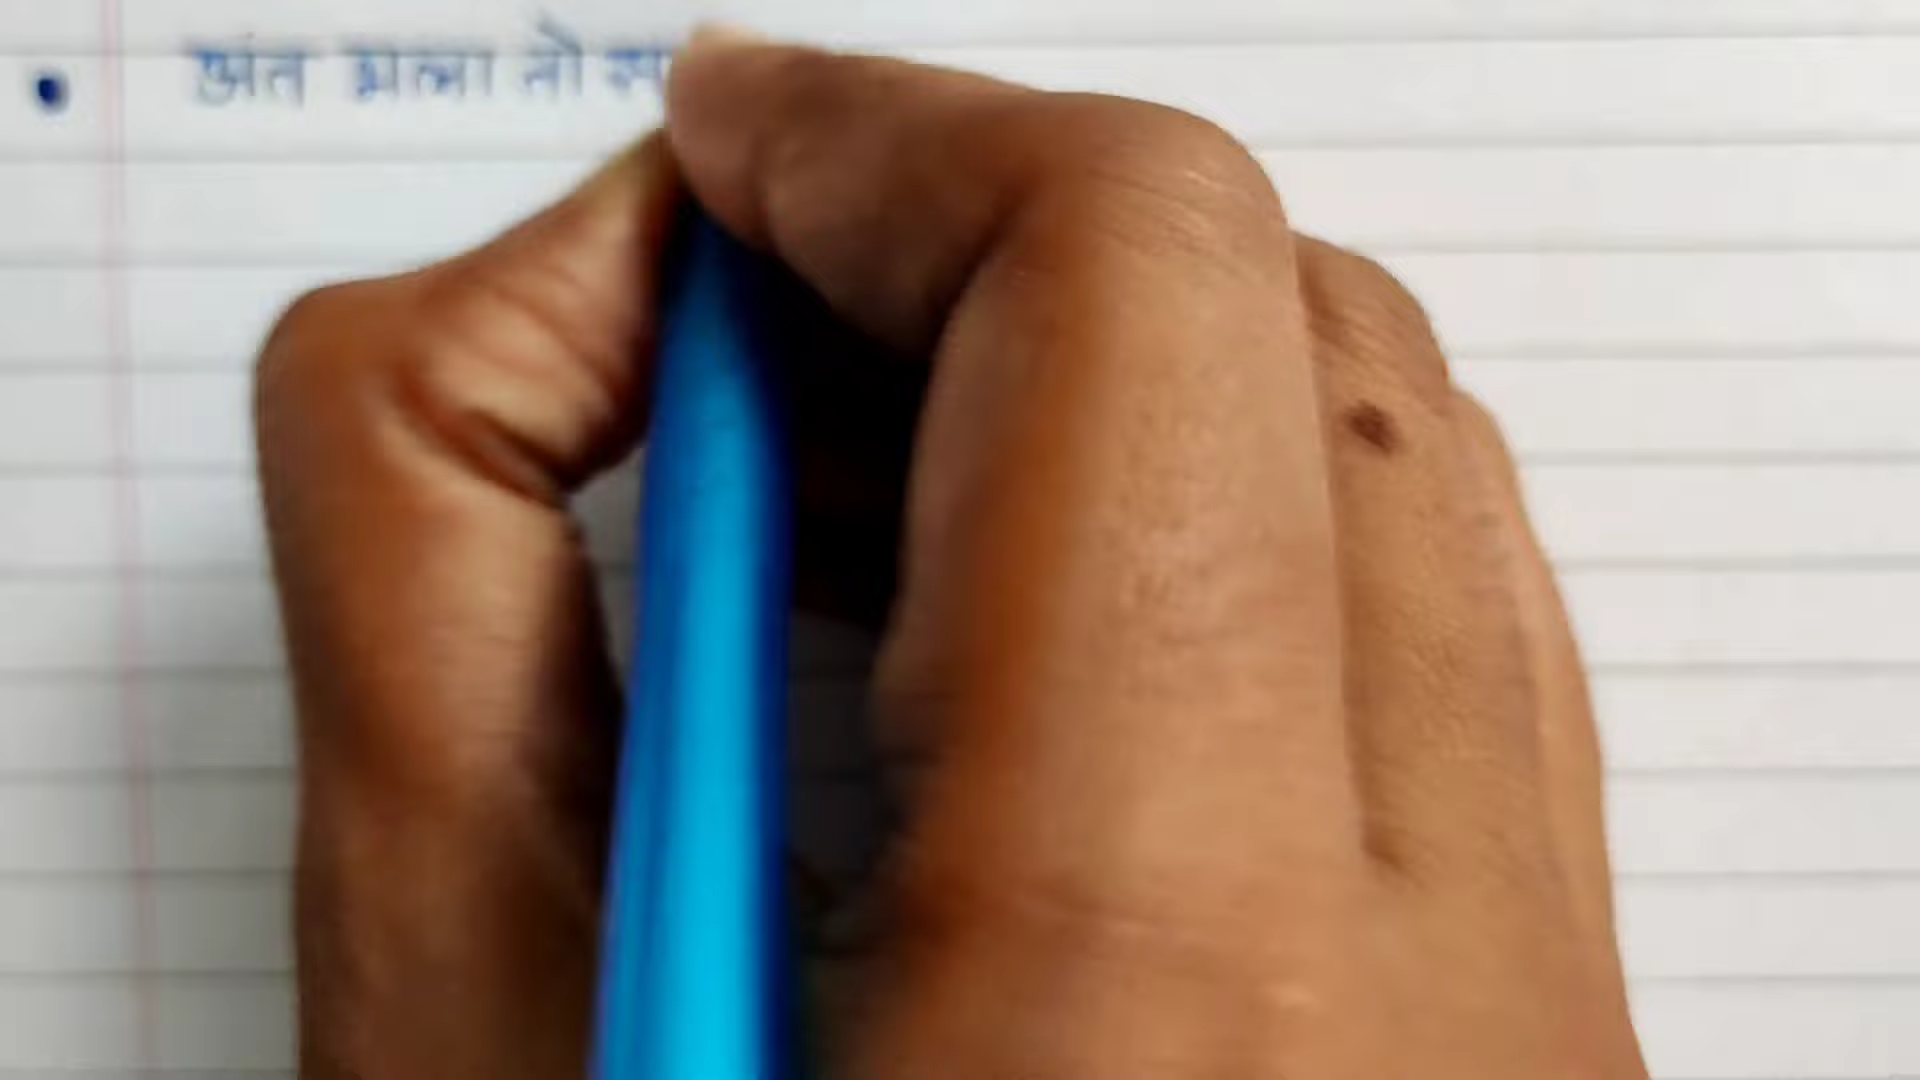 अंत भला तो स